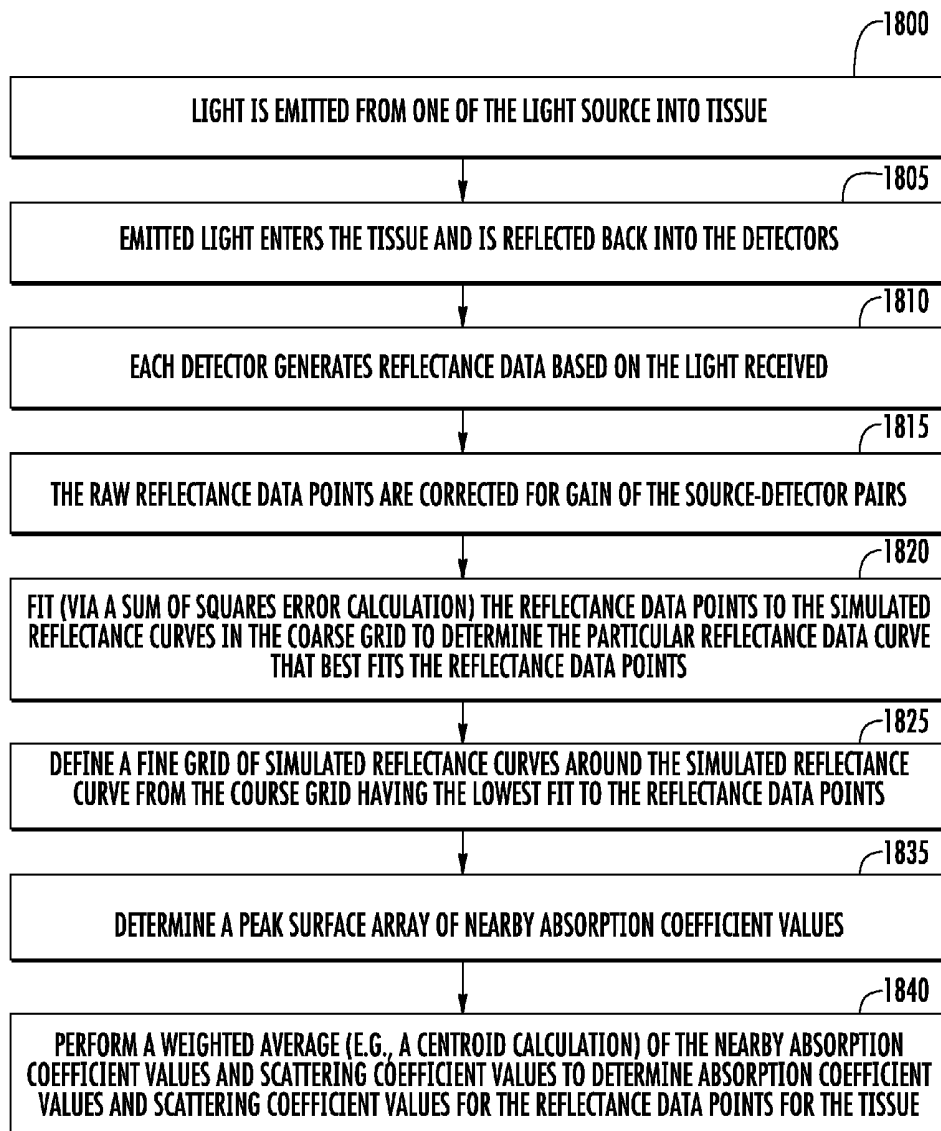 1800
LIGHT IS EMITTED FROM ONE OF THE LIGHT SOURCE INTO TISSUE
1805
EMITTED LIGHT ENTERS THE TISSUE AND IS REFLECTED BACK INTO THE DETECTORS
1810
EACH DETECTOR GENERATES REFLECTANCE DATA BASED ON THE LIGHT RECEIVED
1815
THE RAW REFLECTANCE DATA POINTS ARE CORRECTED FOR GAIN OF THE SOURCE-DETECTOR PAIRS
1820
FIT (VIA A SUM OF SQUARES ERROR CALCULATION) THE REFLECTANCE DATA POINTS TO THE SIMULATED
REFLECTANCE CURVES IN THE COARSE GRID TO DETERMINE THE PARTICULAR REFLECTANCE DATA CURVE
THAT BEST FITS THE REFLECTANCE DATA POINTS
1825
DEFINE A FINE GRID OF SIMULATED REFLECTANCE CURVES AROUND THE SIMULATED REFLECTANCE
CURVE FROM THE COURSE GRID HAVING THE LOWEST FIT TO THE REFLECTANCE DATA POINTS
1835
DETERMINE A PEAK SURFACE ARRAY OF NEARBY ABSORPTION COEFFICIENT VALUES
1840
PERFORM A WEIGHTED AVERAGE (E.G., A CENTROID CALCULATION) OF THE NEARBY ABSORPTION
COEFFICIENT VALUES AND SCATTERING COEFFICIENT VALUES TO DETERMINE ABSORPTION COEFFICIENT
VALUES AND SCATTERING COEFFICIENT VALUES FOR THE REFLECTANCE DATA POINTS FOR THE TISSUE